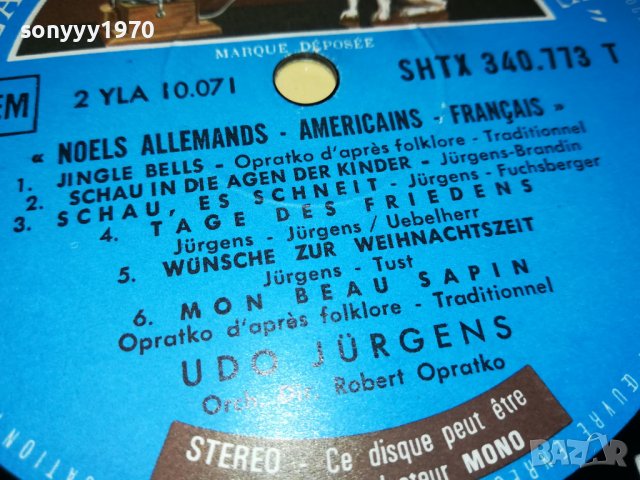 sonyyy1970
MARQUE DÉPOSÉE
EM
2 YLA 10.071
SHTX 340.773 T
« NOELS ALLEMANDS - AMERICAINS - FRANÇAIS »
1. JINGLE BELLS - Opratko d'après folklore - Traditionnel
2. SCHAU IN DIE AGEN DER KINDER - Jürgens-Brandin
3. SCHAU, ES SCHNEIT - Jürgens - Fuchsberger
4. TAGE DES FRIEDENS
Jürgens - Jürgens / Uebelherr
5. WÜNSCHE ZUR WEIHNACHTSZEIT
Jürgens - Tust
6. MON BEAU SAPIN
Opratko d'après folklore - Traditionnel
UDO JÜRGENS
Orch. Dir. Robert Opratko
STEREO - Ce disque peut être
MONO
BAZAR